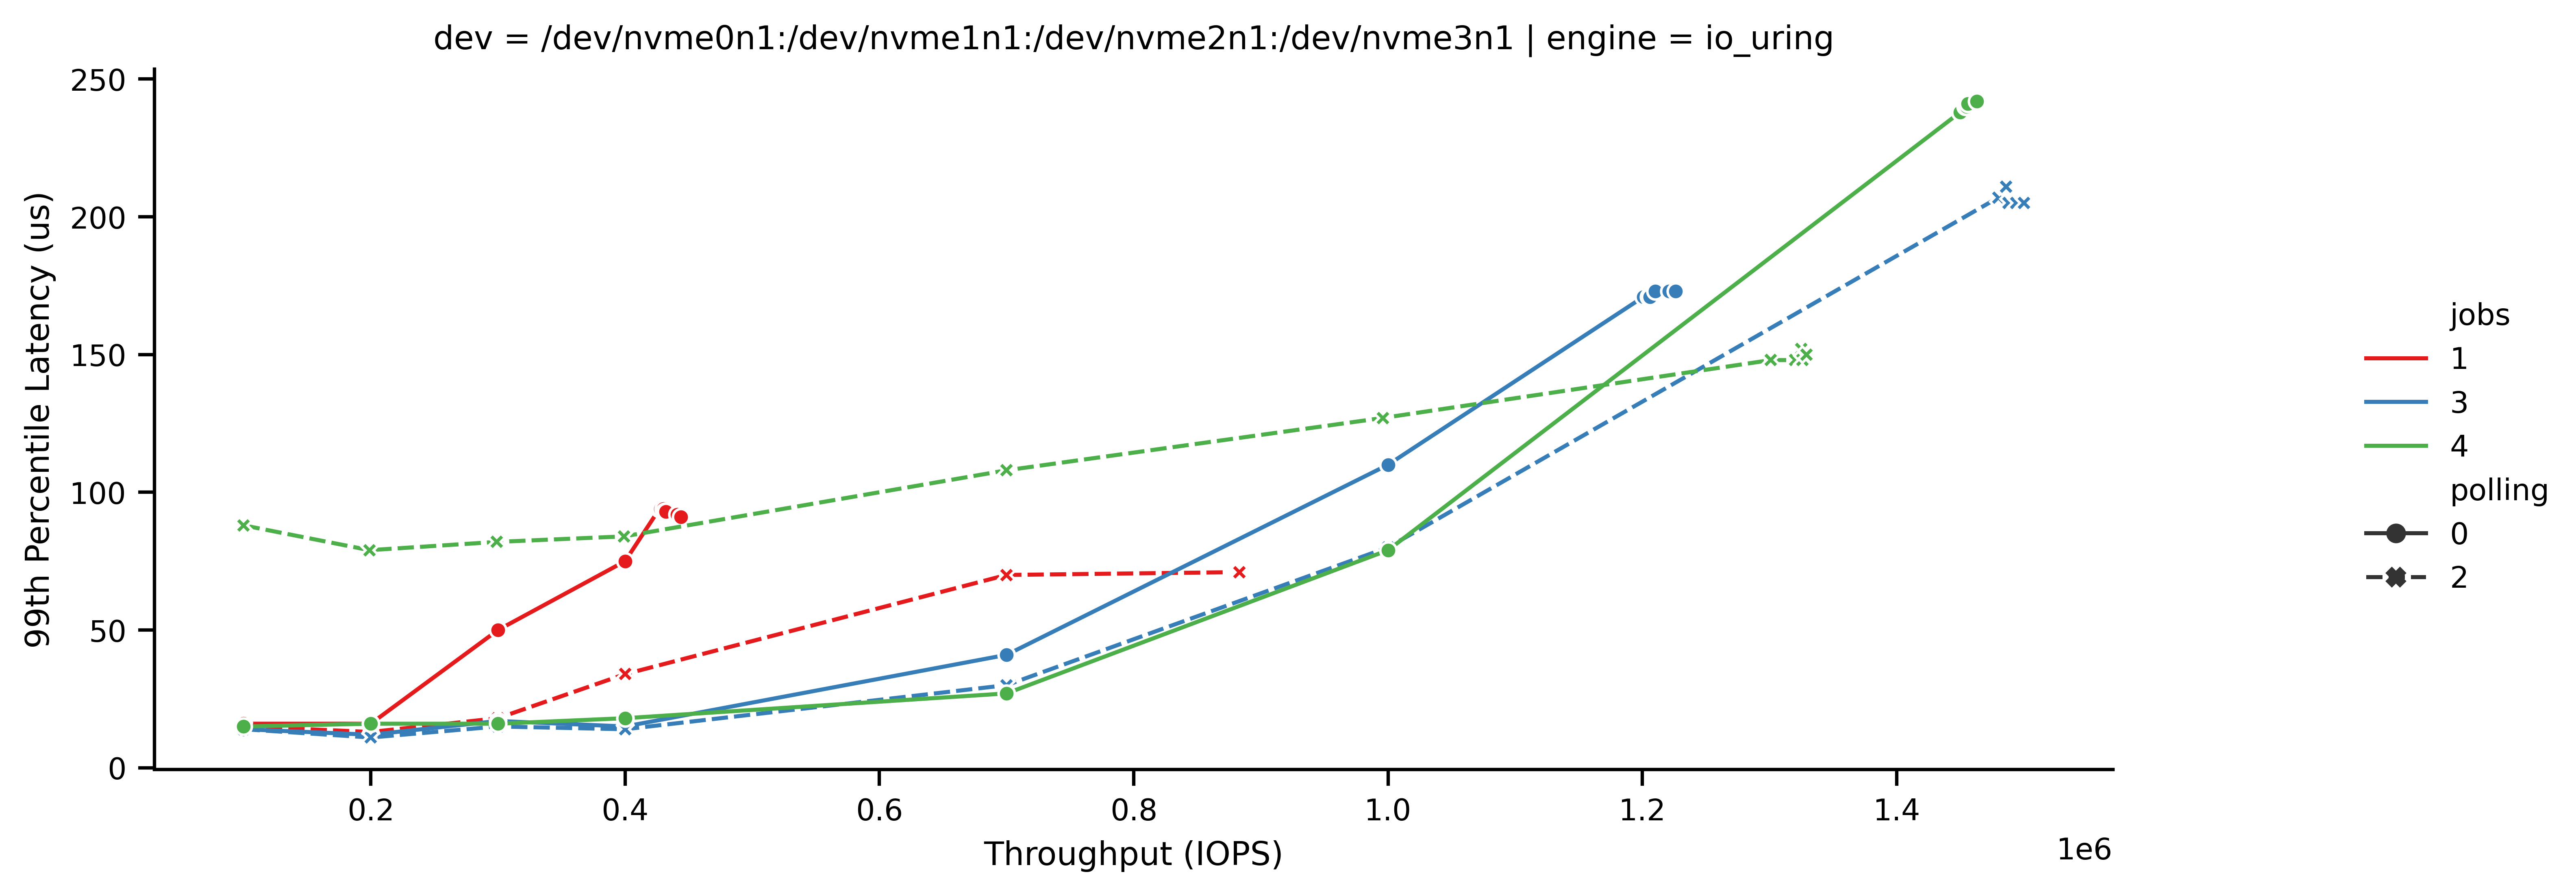 dev = /dev/nvme0n1:/dev/nvme1n1:/dev/nvme2n1:/dev/nvme3n1 | engine = io_uring
250
200
150
100
50
0
99th Percentile Latency (us)
0.2 0.4 0.6 0.8 1.0 1.2 1.4
1e6
Throughput (IOPS)
jobs
1
3
4
polling
0
2